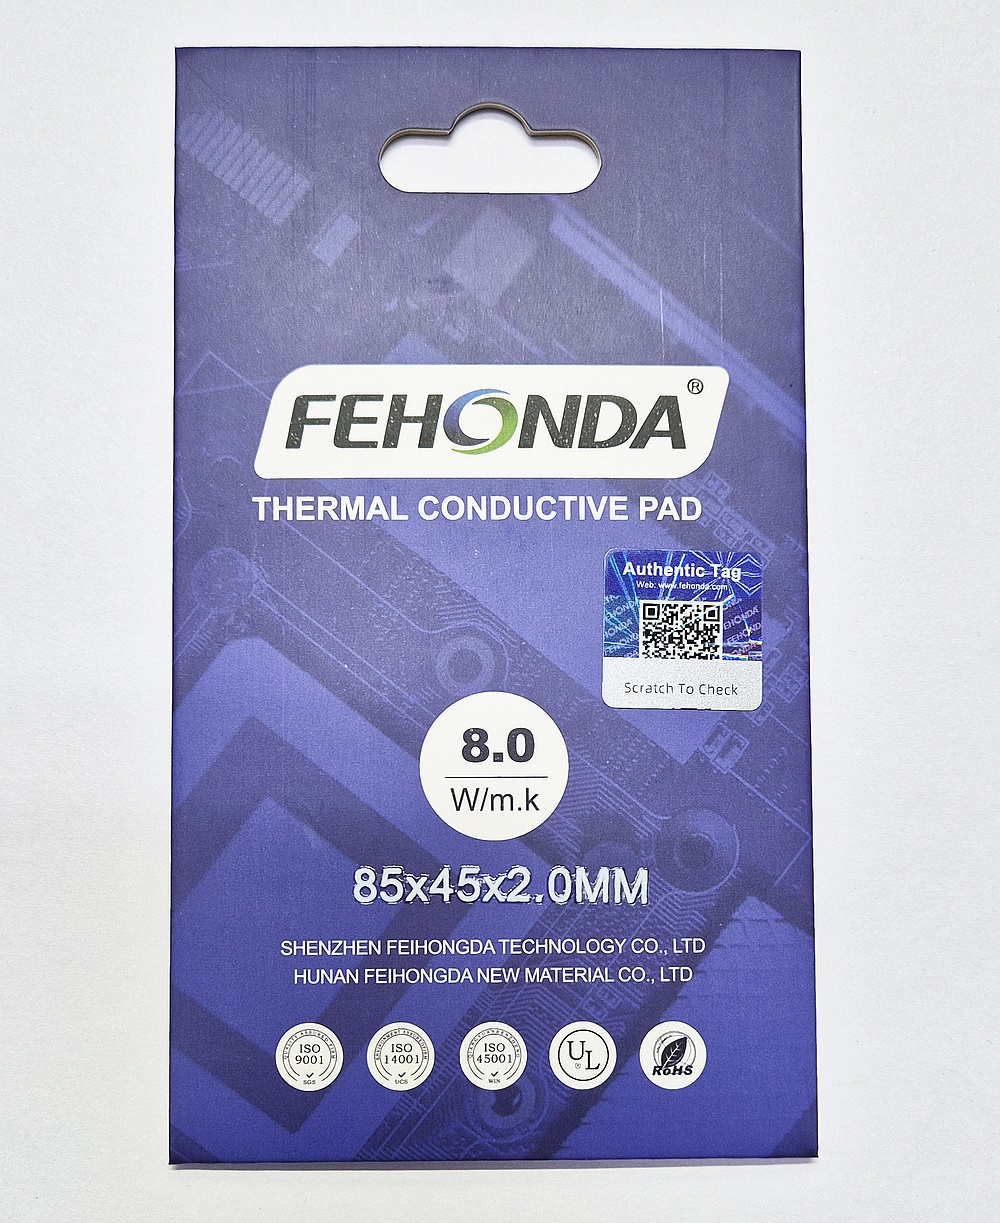 FEHONDA®
THERMAL CONDUCTIVE PAD
Authentic Tag
Web: www.fehonda.com
Scratch To Check
8.0
W/m.k
85x45x2.0MM
SHENZHEN FEIHONGDA TECHNOLOGY CO., LTD
HUNAN FEIHONGDA NEW MATERIAL CO., LTD
ISO 9001 SGS
ISO 14001 UCS
ISO 45001 WIN
UL®
RoHS